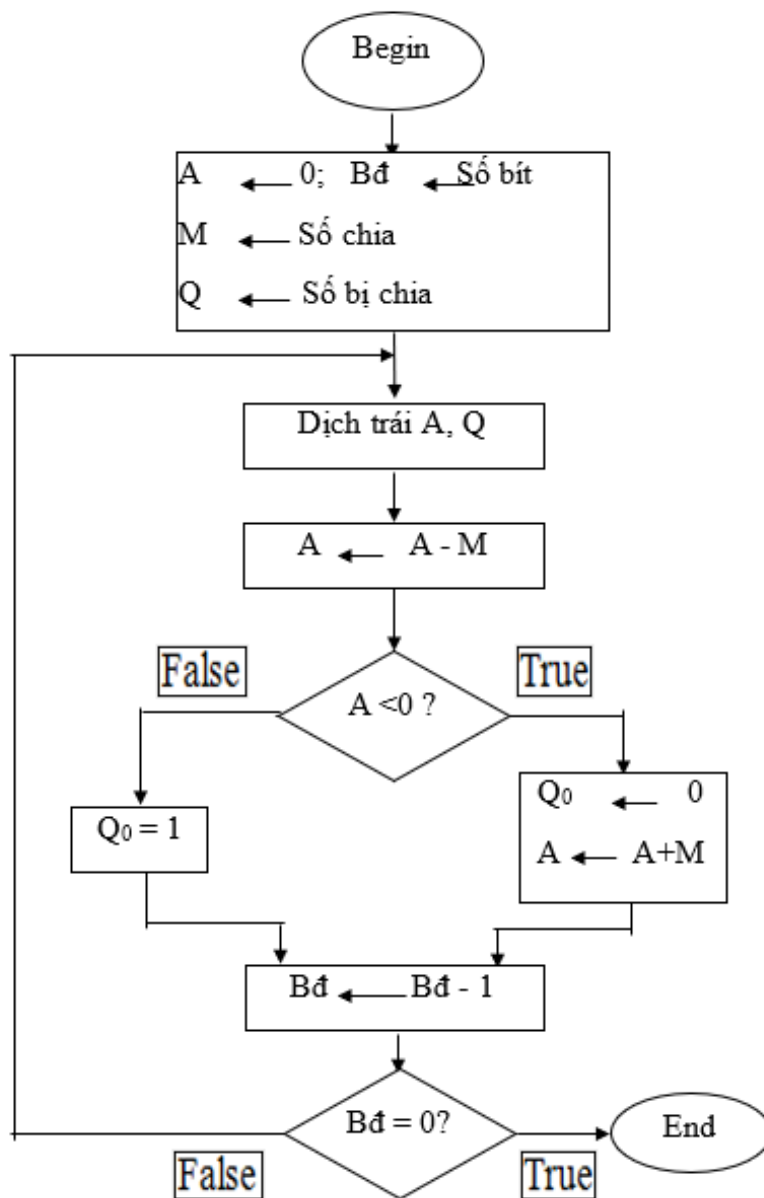 Begin
A ← 0; Bđ ← Số bít
M ← Số chia
Q ← Số bị chia
Dịch trái A, Q
A ← A - M
False
True
A <0 ?
Q₀ ← 0
Q₀ = 1
A ← A+M
Bđ ← Bđ - 1
Bđ = 0?
End
False
True